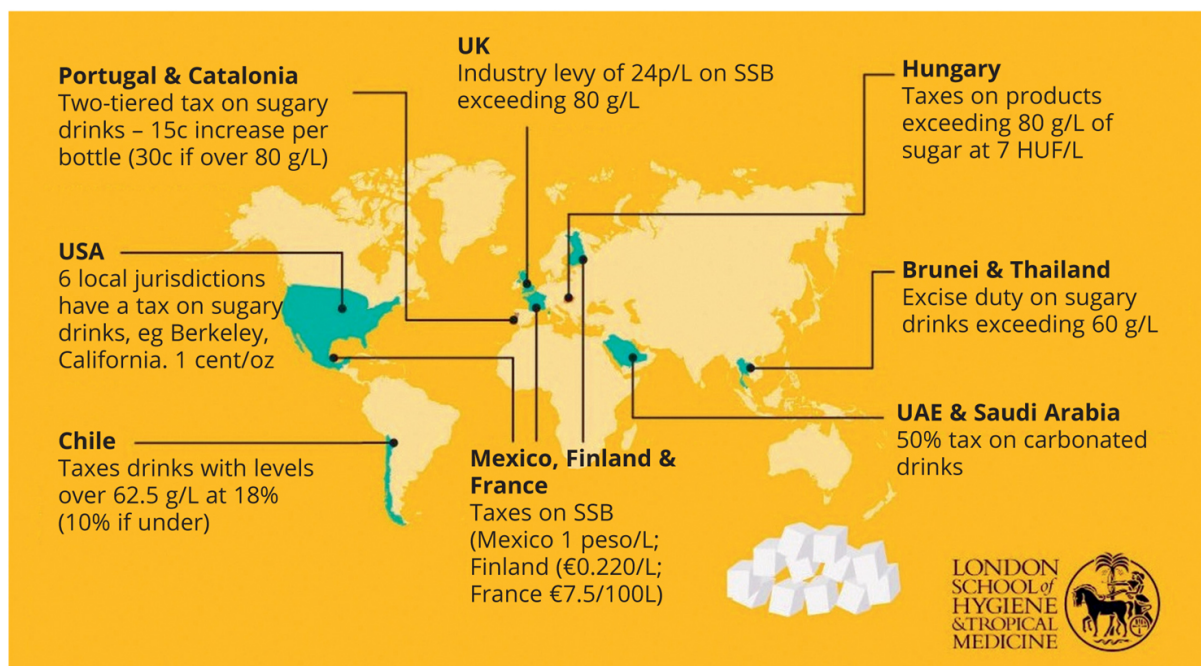 Portugal & Catalonia
Two-tiered tax on sugary
drinks – 15c increase per
bottle (30c if over 80 g/L)
UK
Industry levy of 24p/L on SSB
exceeding 80 g/L
Hungary
Taxes on products
exceeding 80 g/L of
sugar at 7 HUF/L
USA
6 local jurisdictions
have a tax on sugary
drinks, eg Berkeley,
California. 1 cent/oz
Brunei & Thailand
Excise duty on sugary
drinks exceeding 60 g/L
Chile
Taxes drinks with levels
over 62.5 g/L at 18%
(10% if under)
Mexico, Finland &
France
Taxes on SSB
(Mexico 1 peso/L;
Finland (€0.220/L;
France €7.5/100L)
UAE & Saudi Arabia
50% tax on carbonated
drinks
LONDON
SCHOOL of
HYGIENE
& TROPICAL
MEDICINE